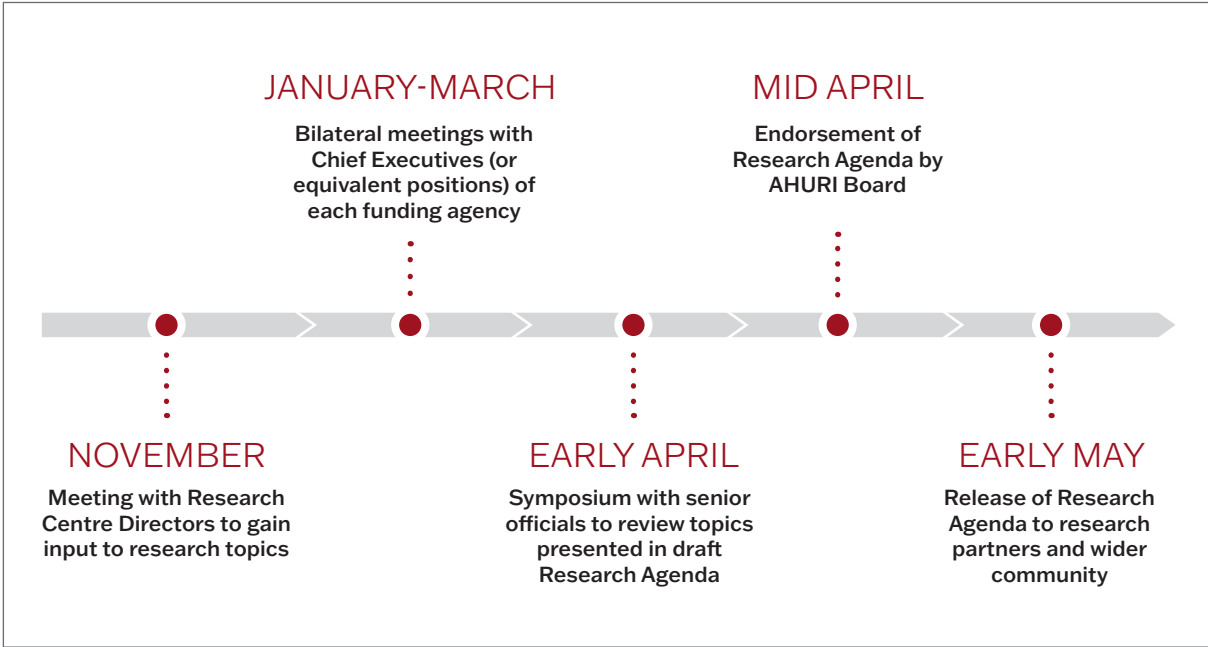 JANUARY-MARCH
Bilateral meetings with
Chief Executives (or
equivalent positions) of
each funding agency
MID APRIL
Endorsement of
Research Agenda by
AHURI Board
NOVEMBER
Meeting with Research
Centre Directors to gain
input to research topics
EARLY APRIL
Symposium with senior
officials to review topics
presented in draft
Research Agenda
EARLY MAY
Release of Research
Agenda to research
partners and wider
community